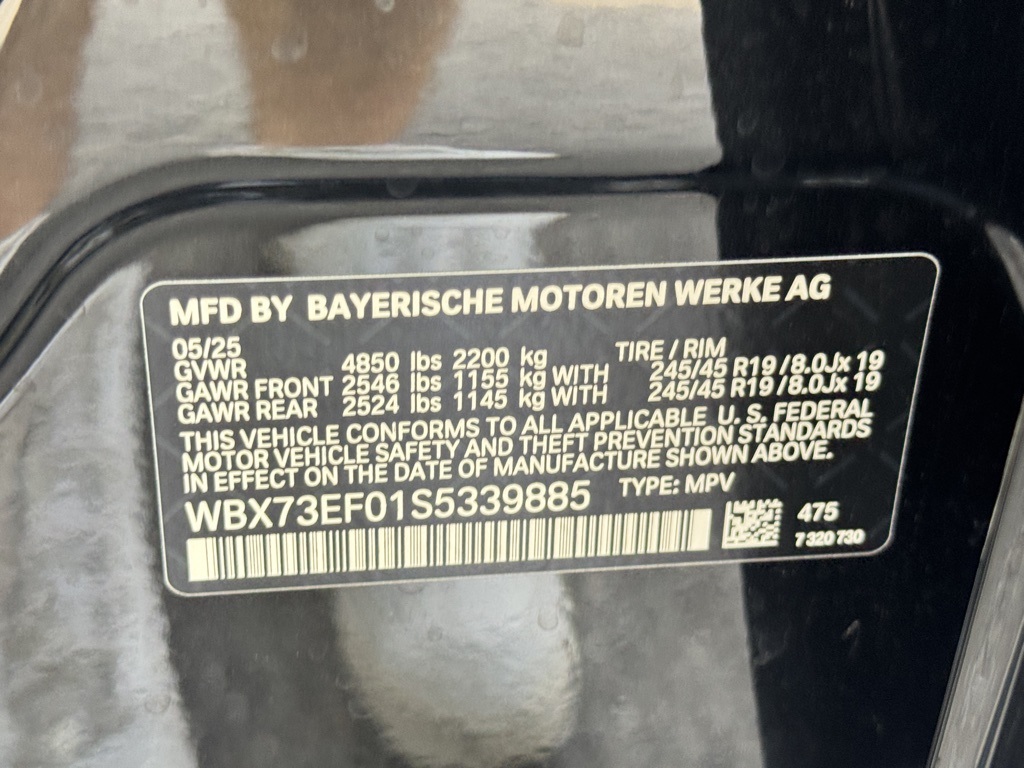 MFD BY BAYERISCHE MOTOREN WERKE AG
05/25
TIRE / RIM
GVWR 4850 lbs 2200 kg
GAWR FRONT 2546 lbs 1155 kg WITH 245/45 R19 / 8.0Jx 19
GAWR REAR 2524 lbs 1145 kg WITH 245/45 R19 / 8.0Jx 19
THIS VEHICLE CONFORMS TO ALL APPLICABLE U. S. FEDERAL
MOTOR VEHICLE SAFETY AND THEFT PREVENTION STANDARDS
IN EFFECT ON THE DATE OF MANUFACTURE SHOWN ABOVE.
WBX73EF01S5339885 TYPE: MPV
475
7 320 730